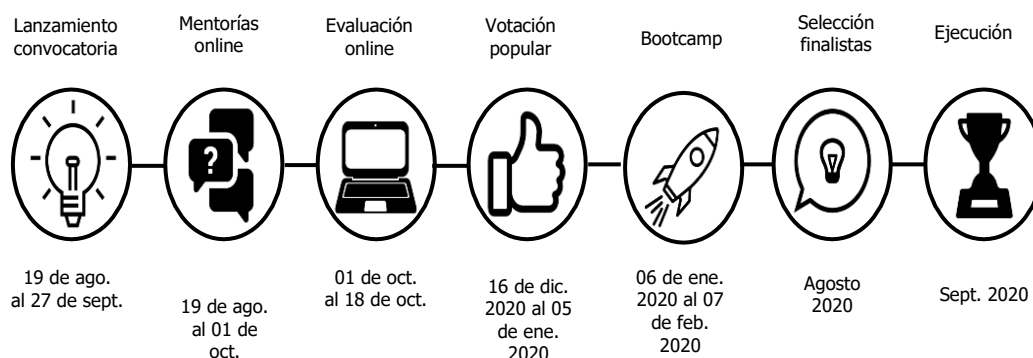 Lanzamiento
convocatoria
Mentorías
online
Evaluación
online
Votación
popular
Bootcamp
Selección
finalistas
Ejecución
?
19 de ago.
al 27 de sept.
19 de ago.
al 01 de
oct.
01 de oct.
al 18 de oct.
16 de dic.
2020 al 05
de ene.
2020
06 de ene.
2020 al 07
de feb.
2020
Agosto
2020
Sept. 2020